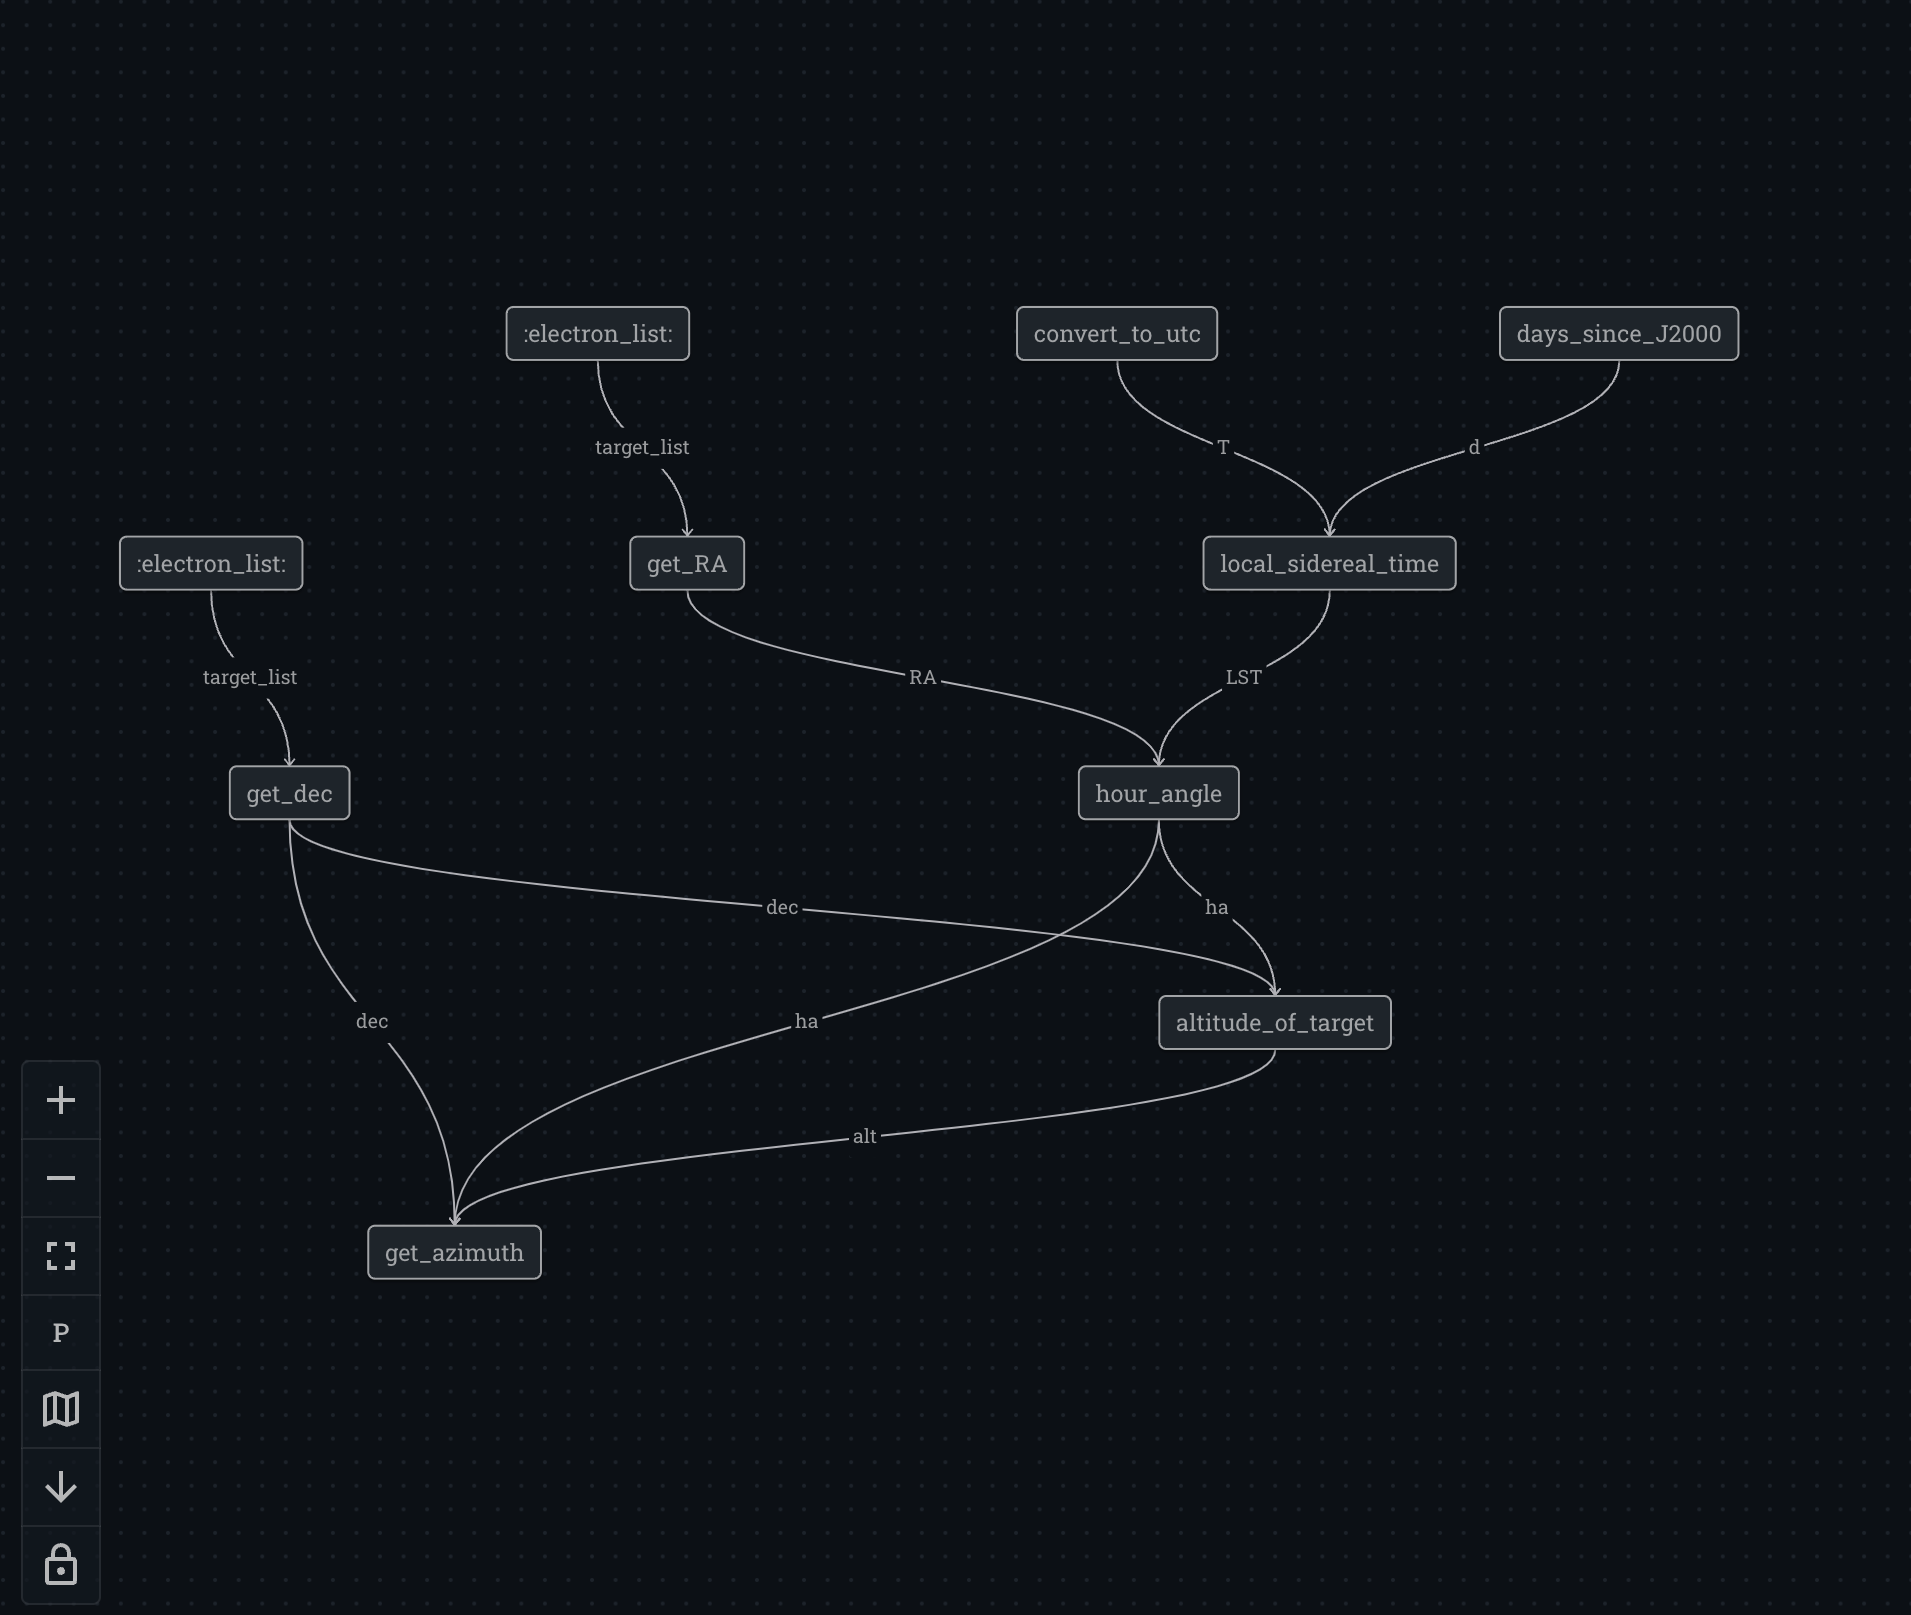 :electron_list:
convert_to_utc
days_since_J2000
target_list
T
d
:electron_list:
get_RA
local_sidereal_time
target_list
RA
LST
get_dec
hour_angle
dec
ha
dec
ha
altitude_of_target
alt
get_azimuth
P